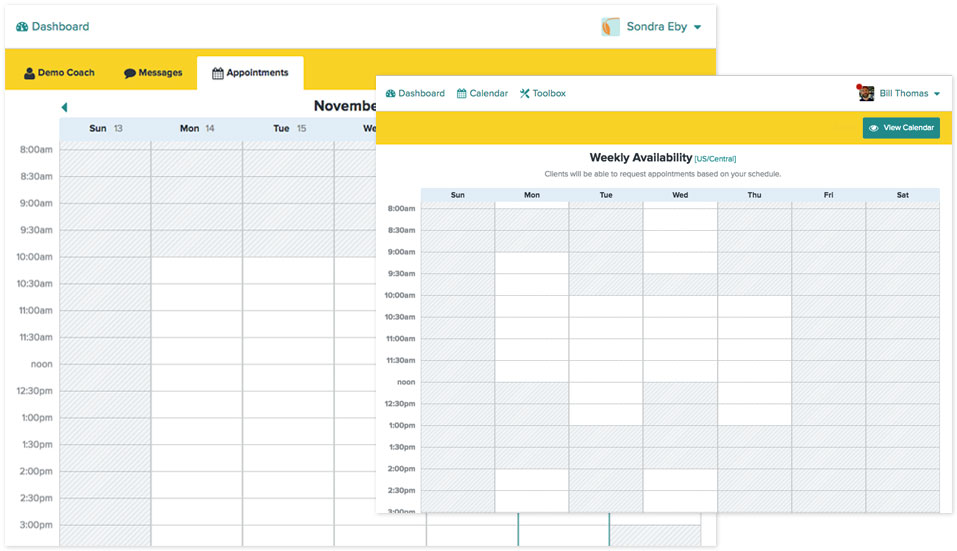 Dashboard
Sondra Eby
Demo Coach
Messages
Appointments
Novembe
Sun 13
Mon 14
Tue 15
We
8:00am
8:30am
9:00am
9:30am
10:00am
10:30am
11:00am
11:30am
noon
12:30pm
1:00pm
1:30pm
2:00pm
2:30pm
3:00pm
Dashboard
Calendar
Toolbox
Bill Thomas
View Calendar
Weekly Availability [US/Central]
Clients will be able to request appointments based on your schedule.
Sun
Mon
Tue
Wed
Thu
Fri
Sat
8:00am
8:30am
9:00am
9:30am
10:00am
10:30am
11:00am
11:30am
noon
12:30pm
1:00pm
1:30pm
2:00pm
2:30pm
3:00pm